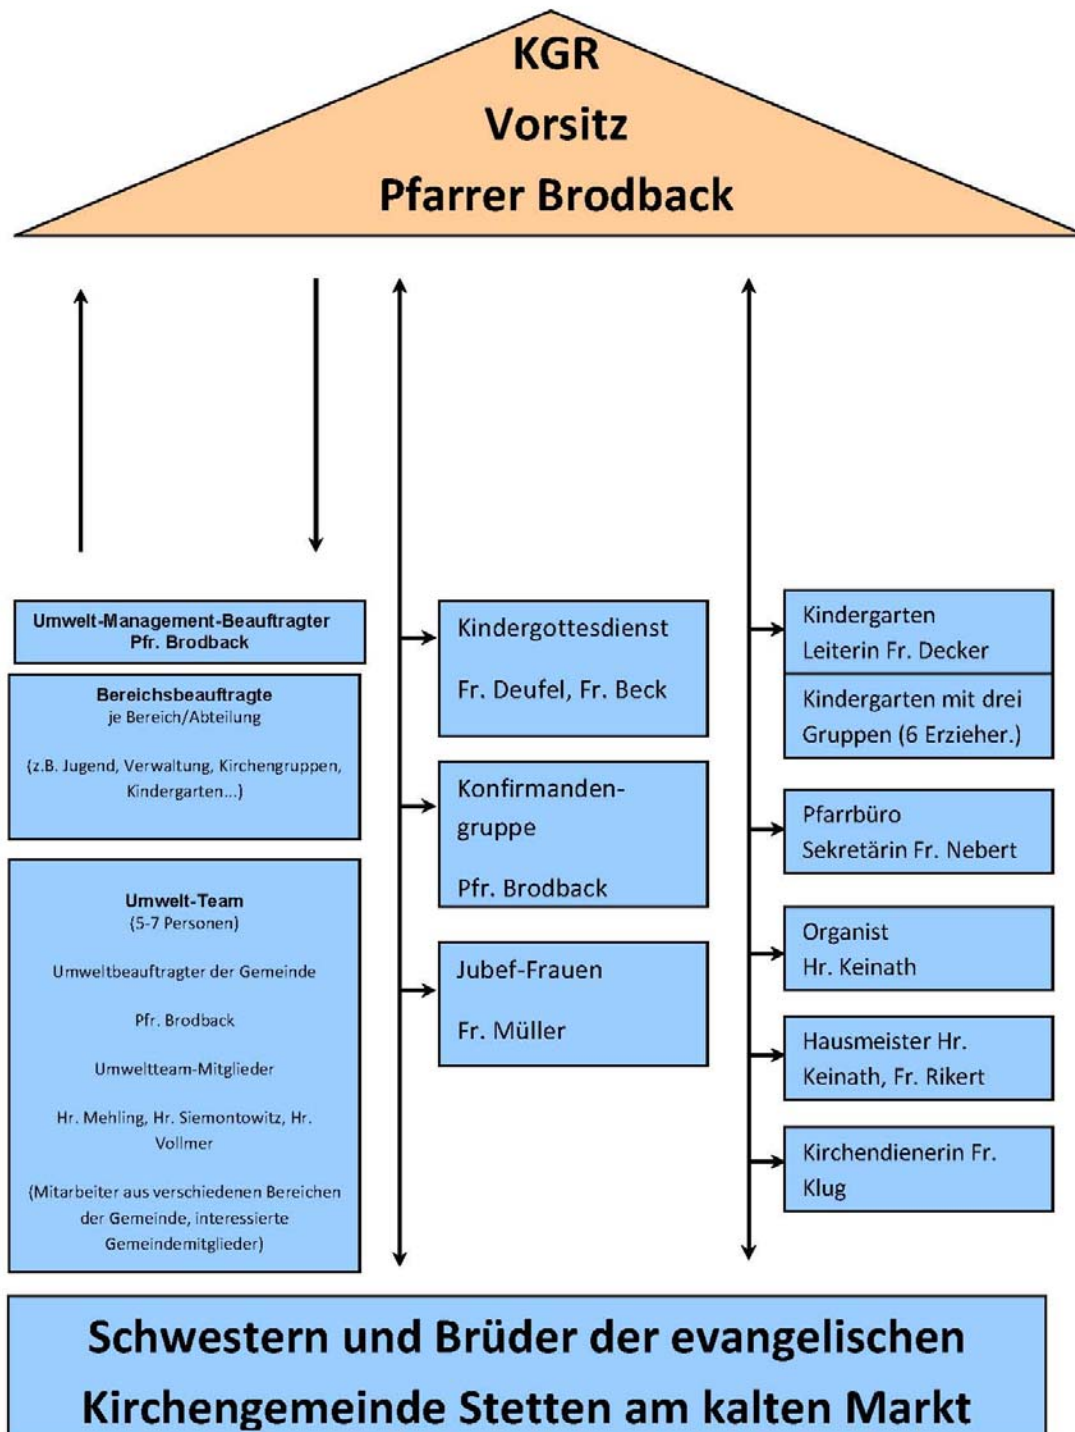 KGR
Vorsitz
Pfarrer Brodback
Umwelt-Management-Beauftragter
Pfr. Brodback
Bereichsbeauftragte
je Bereich/Abteilung
(z.B. Jugend, Verwaltung, Kirchengruppen,
Kindergarten...)
Umwelt-Team
(5-7 Personen)
Umweltbeauftragter der Gemeinde
Pfr. Brodback
Umweltteam-Mitglieder
Hr. Mehling, Hr. Siemontowitz, Hr.
Vollmer
(Mitarbeiter aus verschiedenen Bereichen
der Gemeinde, interessierte
Gemeindemitglieder)
Kindergottesdienst
Fr. Deufel, Fr. Beck
Konfirmanden-
gruppe
Pfr. Brodback
Jubef-Frauen
Fr. Müller
Kindergarten
Leiterin Fr. Decker
Kindergarten mit drei
Gruppen (6 Erzieher.)
Pfarrbüro
Sekretärin Fr. Nebert
Organist
Hr. Keinath
Hausmeister Hr.
Keinath, Fr. Rikert
Kirchendienerin Fr.
Klug
Schwestern und Brüder der evangelischen
Kirchengemeinde Stetten am kalten Markt